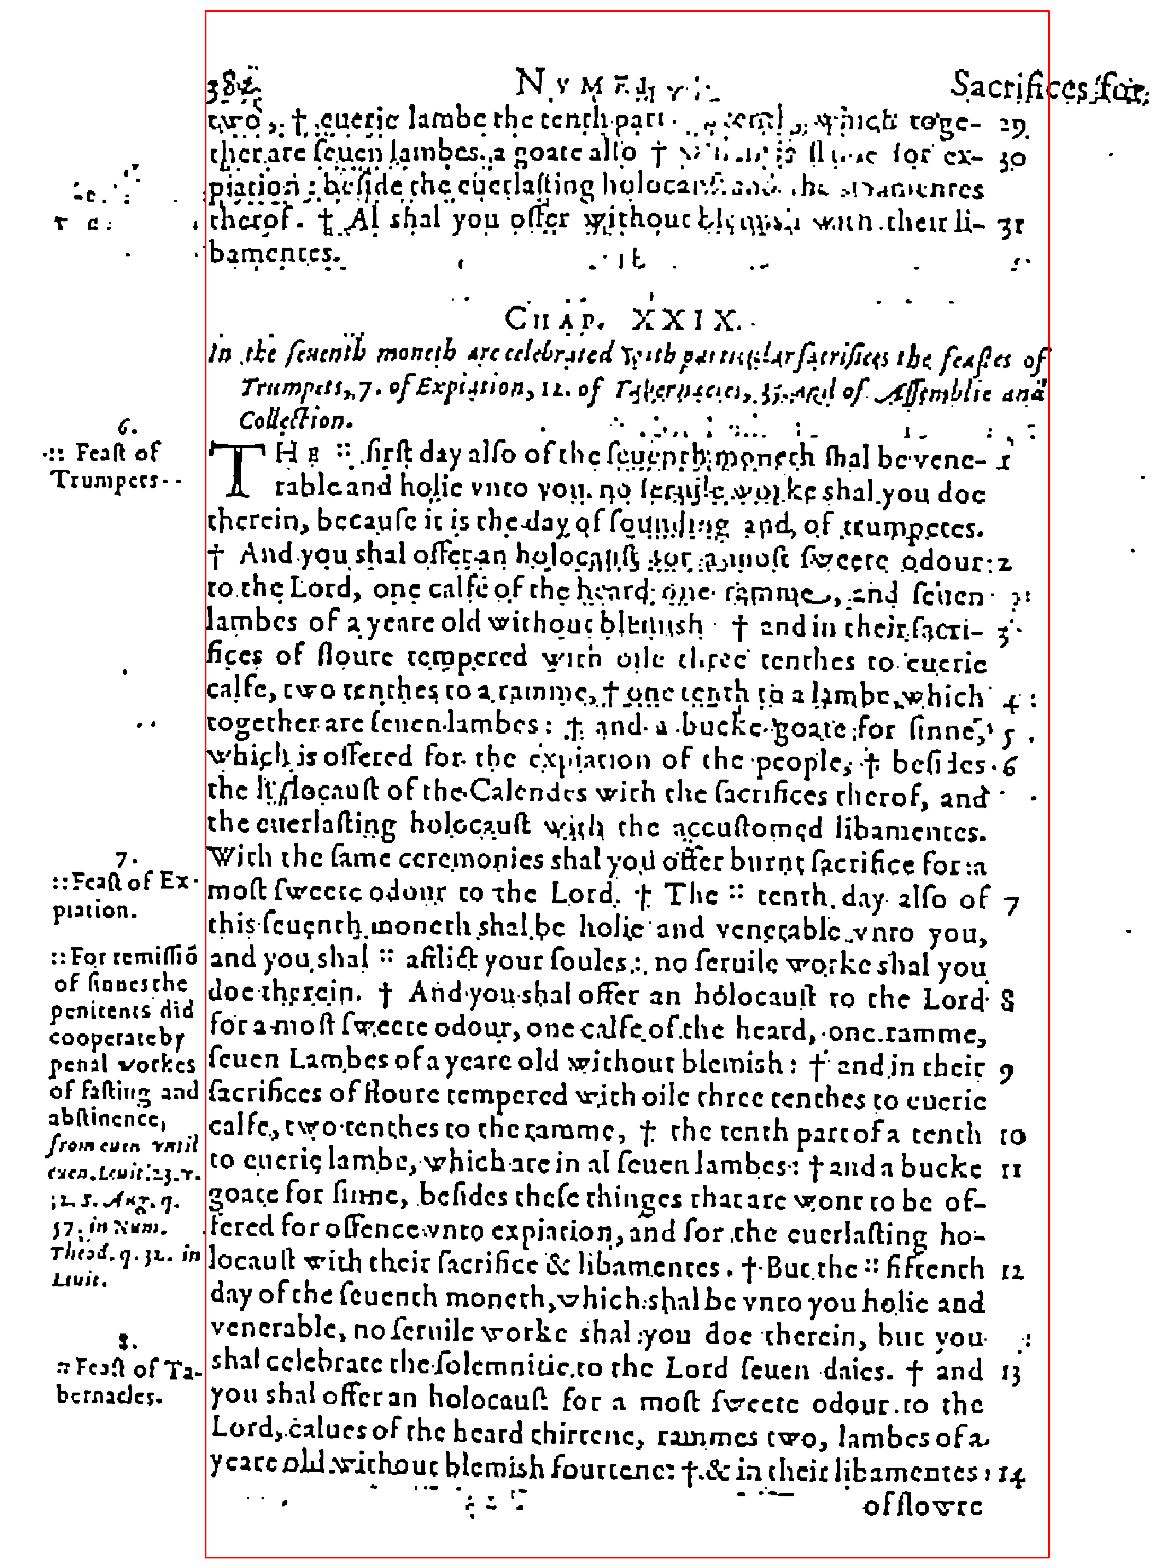 384 NVMERI Sacrifices for
two, † euerie lambe the tenth part which toge- 29
ther are ſeuen lambes. a goate alſo † for ex- 30
piation: beſide the euerlaſting holocauſt and the libamentes
therof. † Al shal you offer without blemish with their li- 31
bamentes.
CHAP. XXIX.
In the ſeuenth moneth are celebrated with particular ſacrifices the feaſtes of
Trumpets, 7. of Expiation, 12. of Tabernacles, 35. and of Aſſemblie and
Collection.
6.
:: Feaſt of
Trumpets
THE :: firſt day alſo of the ſeuenth moneth shal be vene- 1
rable and holie vnto you. no ſeruile worke shal you doe
therein, becauſe it is the day of ſounding and of trumpetes.
† And you shal offer an holocauſt for a moſt ſweete odour 2
to the Lord, one calfe of the heard, one ramme, and ſeuen
lambes of a yeare old without blemish † and in their ſacri- 3
fices of floure tempered with oile three tenthes to euerie
calfe, two tenthes to a ramme, † one tenth to a lambe, which 4
together are ſeuen lambes: † and a bucke goate for ſinne, 5
which is offered for the expiation of the people, † beſides 6
the holocauſt of the Calendes with the ſacrifices therof, and
the euerlaſting holocauſt with the accuſtomed libamentes.
With the ſame ceremonies shal you offer burnt ſacrifice for a
moſt ſweete odour to the Lord. † The :: tenth day alſo of 7
this ſeuenth moneth shal be holie and venerable vnto you,
and you shal :: afflict your ſoules: no ſeruile worke shal you
doe therein. † And you shal offer an holocauſt to the Lord 8
for a moſt ſweete odour, one calfe of the heard, one ramme,
ſeuen Lambes of a yeare old without blemish: † and in their 9
ſacrifices of floure tempered with oile three tenthes to euerie
calfe, two tenthes to the ramme, † the tenth part of a tenth 10
to euerie lambe, which are in al ſeuen lambes: † and a bucke 11
goate for ſinne, beſides theſe thinges that are wont to be of-
fered for offence vnto expiation, and for the euerlaſting ho-
locauſt with their ſacrifice & libamentes. † But the :: fiftenth 12
day of the ſeuenth moneth, which shal be vnto you holie and
venerable, no ſeruile worke shal you doe therein, but you
shal celebrate the ſolemnitie to the Lord ſeuen daies. † and 13
you shal offer an holocauſt for a moſt ſweete odour to the
Lord, calues of the heard thirtene, rammes two, lambes of a
yeare old without blemish fourtene: † & in their libamentes 14
of flowre
7.
:: Feaſt of Ex-
piation.
:: For remiſſiō
of ſinnes the
penitents did
cooperate by
penal workes
of faſting and
abſtinence,
from euen vntil
euen. Leuit. 23. v.
32. S. Aug. q.
57. in Num.
Theod. q. 32. in
Leuit.
8.
:: Feaſt of Ta-
bernacles.